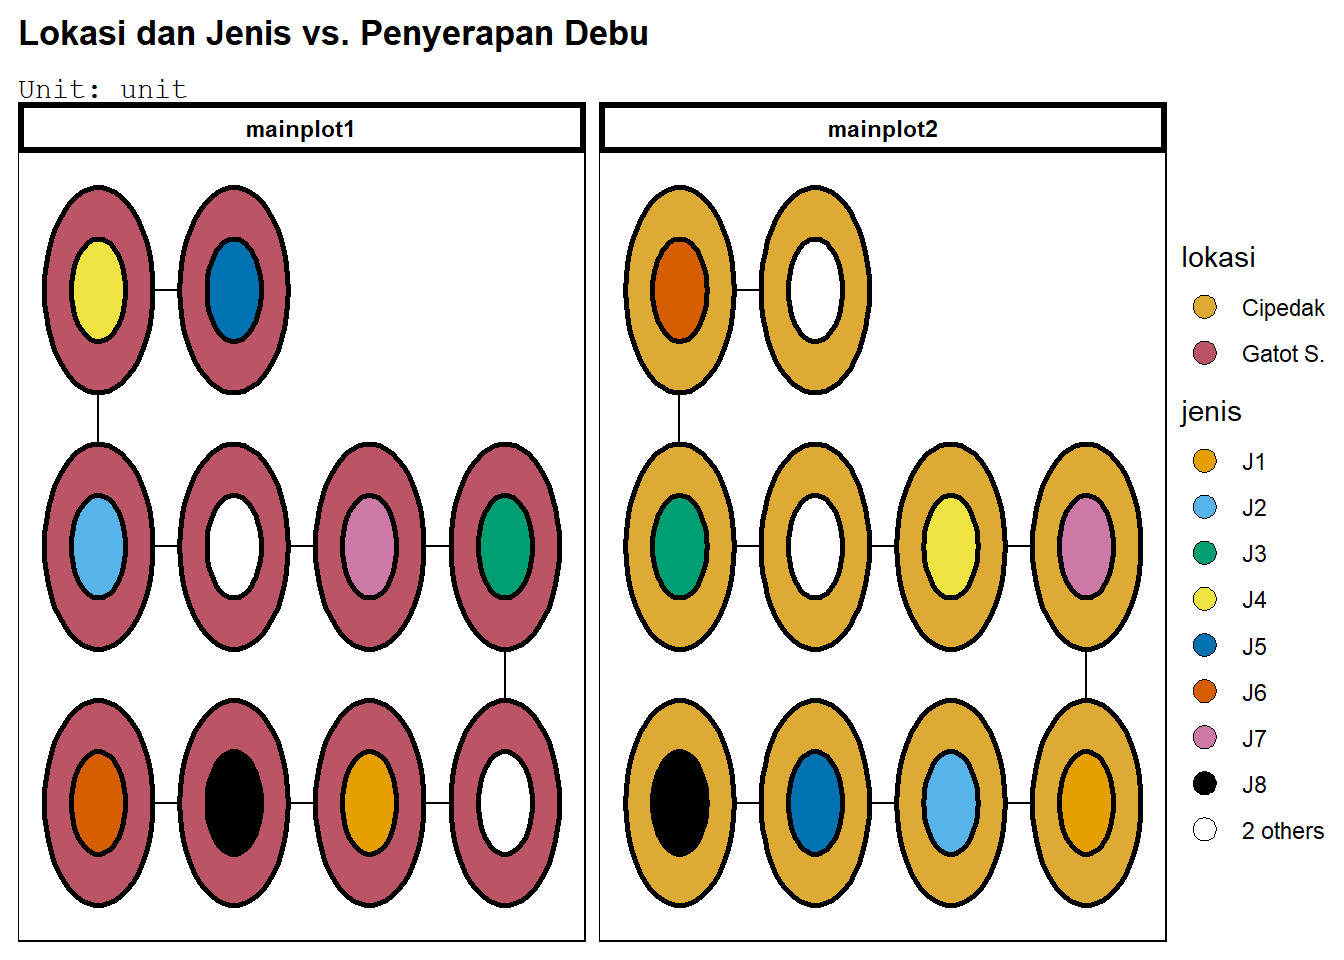 Lokasi dan Jenis vs. Penyerapan Debu
Unit: unit
mainplot1
mainplot2
lokasi
Cipedak
Gatot S.
jenis
J1
J2
J3
J4
J5
J6
J7
J8
2 others